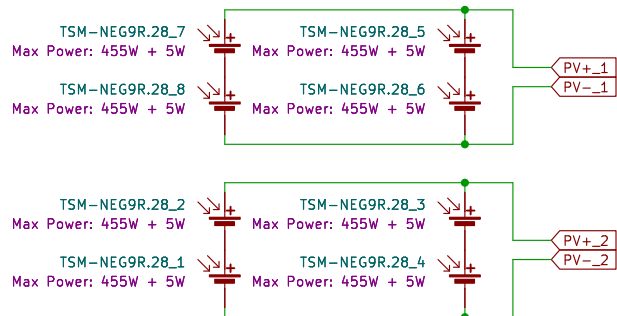 TSM-NEG9R.28_7
Max Power: 455W + 5W
TSM-NEG9R.28_5
Max Power: 455W + 5W
PV+_1
PV-_1
TSM-NEG9R.28_8
Max Power: 455W + 5W
TSM-NEG9R.28_6
Max Power: 455W + 5W
TSM-NEG9R.28_2
Max Power: 455W + 5W
TSM-NEG9R.28_3
Max Power: 455W + 5W
PV+_2
PV-_2
TSM-NEG9R.28_1
Max Power: 455W + 5W
TSM-NEG9R.28_4
Max Power: 455W + 5W